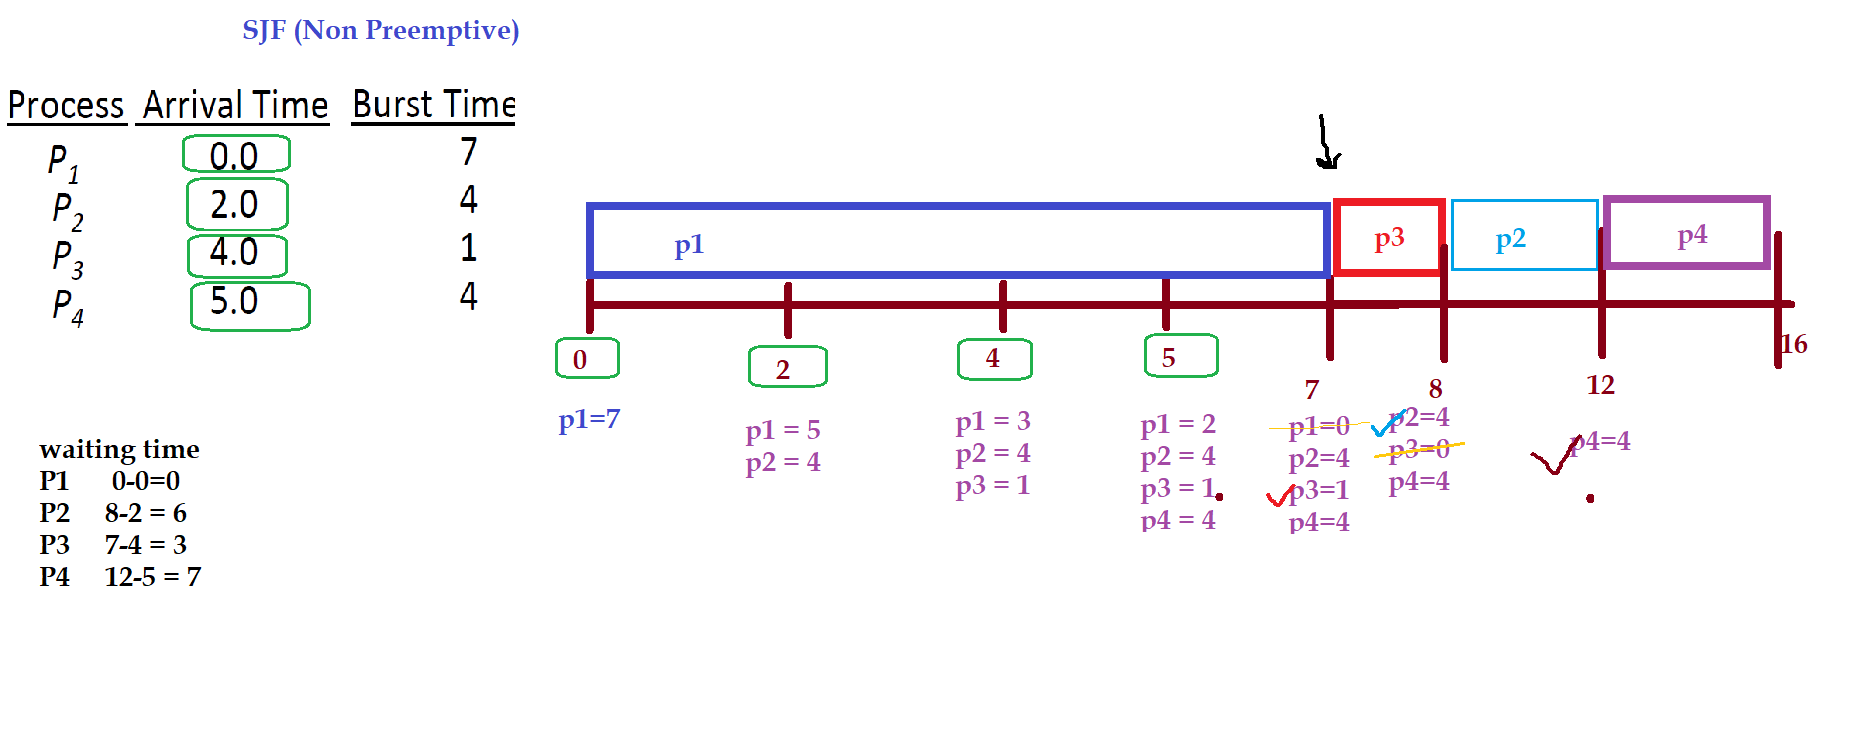 SJF (Non Preemptive)
Process Arrival Time Burst Time
P1 0.0 7
P2 2.0 4
P3 4.0 1
P4 5.0 4
p1 p3 p2 p4
0 2 4 5 7 8 12 16
p1=7
p1 = 5
p2 = 4
p1 = 3
p2 = 4
p3 = 1
p1 = 2
p2 = 4
p3 = 1
p4 = 4
p1=0
p2=4
p3=1
p4=4
p2=4
p3=0
p4=4
p4=4
waiting time
P1 0-0=0
P2 8-2 = 6
P3 7-4 = 3
P4 12-5 = 7